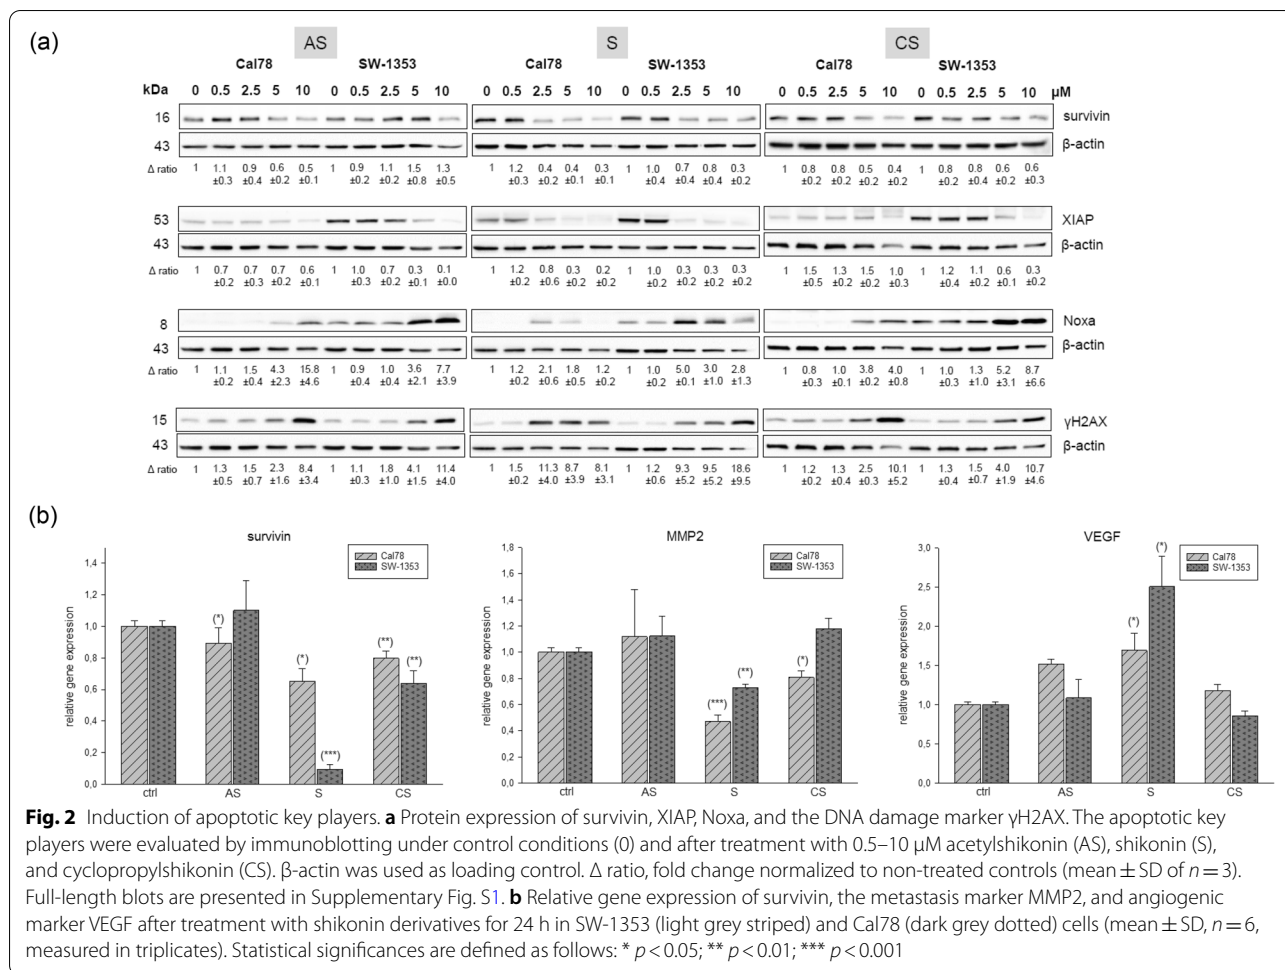 (a)
AS S CS
Cal78 SW-1353 Cal78 SW-1353 Cal78 SW-1353
kDa 0 0.5 2.5 5 10 0 0.5 2.5 5 10 0 0.5 2.5 5 10 0 0.5 2.5 5 10 0 0.5 2.5 5 10 0 0.5 2.5 5 10 µM
16 survivin
43 β-actin
Δ ratio 1 1.1 0.9 0.6 0.5 1 0.9 1.1 1.5 1.3 1 1.2 0.4 0.4 0.3 1 1.0 0.7 0.8 0.3 1 0.8 0.8 0.5 0.4 1 0.8 0.8 0.6 0.6
±0.3 ±0.4 ±0.2 ±0.1 ±0.2 ±0.2 ±0.8 ±0.5 ±0.3 ±0.2 ±0.1 ±0.1 ±0.4 ±0.4 ±0.4 ±0.2 ±0.2 ±0.2 ±0.2 ±0.2 ±0.2 ±0.2 ±0.2 ±0.3
53 XIAP
43 β-actin
Δ ratio 1 0.7 0.7 0.7 0.6 1 1.0 0.7 0.3 0.1 1 1.2 0.8 0.3 0.2 1 1.0 0.3 0.3 0.3 1 1.5 1.3 1.5 1.0 1 1.2 1.1 0.6 0.3
±0.2 ±0.3 ±0.2 ±0.1 ±0.3 ±0.2 ±0.1 ±0.0 ±0.2 ±0.6 ±0.2 ±0.2 ±0.2 ±0.2 ±0.2 ±0.2 ±0.5 ±0.2 ±0.2 ±0.3 ±0.4 ±0.2 ±0.1 ±0.2
8 Noxa
43 β-actin
Δ ratio 1 1.1 1.5 4.3 15.8 1 0.9 1.0 3.6 7.7 1 1.2 2.1 1.8 1.2 1 1.0 5.0 3.0 2.8 1 0.8 1.0 3.8 4.0 1 1.0 1.3 5.2 8.7
±0.2 ±0.4 ±2.3 ±4.6 ±0.4 ±0.4 ±2.1 ±3.9 ±0.2 ±0.6 ±0.5 ±0.2 ±0.2 ±0.1 ±1.0 ±1.3 ±0.3 ±0.1 ±0.2 ±0.8 ±0.3 ±1.0 ±3.1 ±6.6
15 γH2AX
43 β-actin
Δ ratio 1 1.3 1.5 2.3 8.4 1 1.1 1.8 4.1 11.4 1 1.5 11.3 8.7 8.1 1 1.2 9.3 9.5 18.6 1 1.2 1.3 2.5 10.1 1 1.3 1.5 4.0 10.7
±0.5 ±0.7 ±1.6 ±3.4 ±0.3 ±1.0 ±1.5 ±4.0 ±0.2 ±4.0 ±3.9 ±3.1 ±0.6 ±5.2 ±5.2 ±9.5 ±0.2 ±0.4 ±0.3 ±5.2 ±0.4 ±0.7 ±1.9 ±4.6
(b)
survivin
Cal78
SW-1353
relative gene expression
1,4
1,2
1,0
0,8
0,6
0,4
0,2
0,0
(*) (*) (***) (**) (**)
ctrl AS S CS
MMP2
Cal78
SW-1353
relative gene expression
1,8
1,6
1,4
1,2
1,0
0,8
0,6
0,4
0,2
0,0
(***) (**) (*)
ctrl AS S CS
VEGF
Cal78
SW-1353
relative gene expression
3,0
2,5
2,0
1,5
1,0
0,5
0,0
(*) (*)
ctrl AS S CS
Fig. 2 Induction of apoptotic key players. a Protein expression of survivin, XIAP, Noxa, and the DNA damage marker γH2AX. The apoptotic key
players were evaluated by immunoblotting under control conditions (0) and after treatment with 0.5–10 µM acetylshikonin (AS), shikonin (S),
and cyclopropylshikonin (CS). β-actin was used as loading control. Δ ratio, fold change normalized to non-treated controls (mean ± SD of n = 3).
Full-length blots are presented in Supplementary Fig. S1. b Relative gene expression of survivin, the metastasis marker MMP2, and angiogenic
marker VEGF after treatment with shikonin derivatives for 24 h in SW-1353 (light grey striped) and Cal78 (dark grey dotted) cells (mean ± SD, n = 6,
measured in triplicates). Statistical significances are defined as follows: * p < 0.05; ** p < 0.01; *** p < 0.001